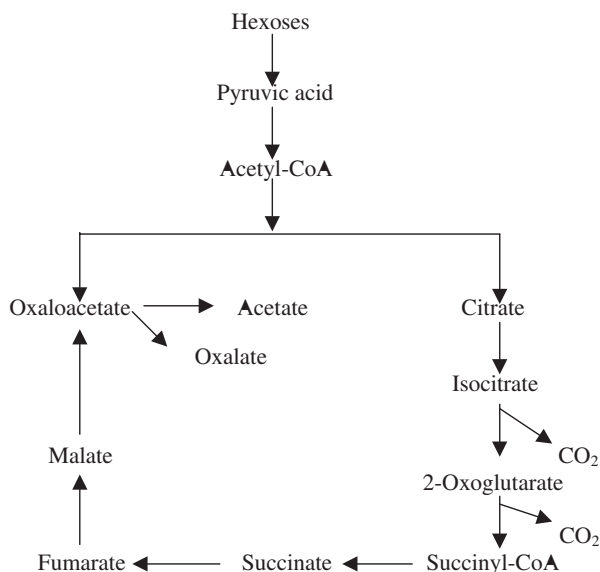 Hexoses
Pyruvic acid
Acetyl-CoA
Oxaloacetate
Acetate
Citrate
Oxalate
Isocitrate
Malate
CO₂
2-Oxoglutarate
CO₂
Fumarate
Succinate
Succinyl-CoA